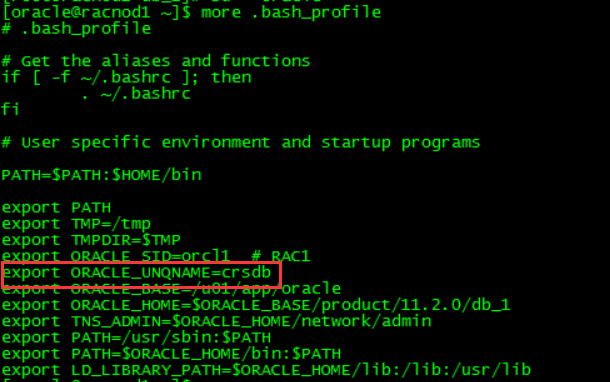 [oracle@racnod1 ~]$ more .bash_profile
# .bash_profile
# Get the aliases and functions
if [ -f ~/.bashrc ]; then
. ~/.bashrc
fi
# User specific environment and startup programs
PATH=$PATH:$HOME/bin
export PATH
export TMP=/tmp
export TMPDIR=$TMP
export ORACLE_SID=orcl1 # RAC1
export ORACLE_UNQNAME=crsdb
export ORACLE_BASE=/u01/app/oracle
export ORACLE_HOME=$ORACLE_BASE/product/11.2.0/db_1
export TNS_ADMIN=$ORACLE_HOME/network/admin
export PATH=/usr/sbin:$PATH
export PATH=$ORACLE_HOME/bin:$PATH
export LD_LIBRARY_PATH=$ORACLE_HOME/lib:/lib:/usr/lib